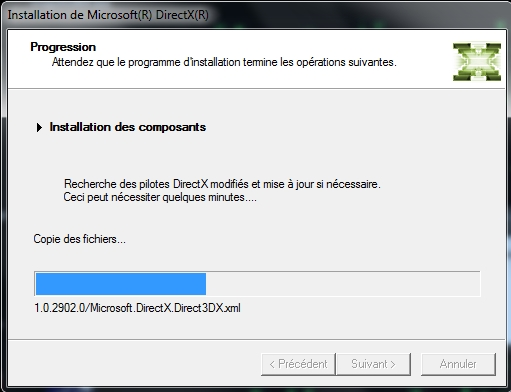 Installation de Microsoft(R) DirectX(R)
Progression
Attendez que le programme d'installation termine les opérations suivantes.
Installation des composants
Recherche des pilotes DirectX modifiés et mise à jour si nécessaire.
Ceci peut nécessiter quelques minutes....
Copie des fichiers...
1.0.2902.0/Microsoft.DirectX.Direct3DX.xml
< Précédent
Suivant >
Annuler